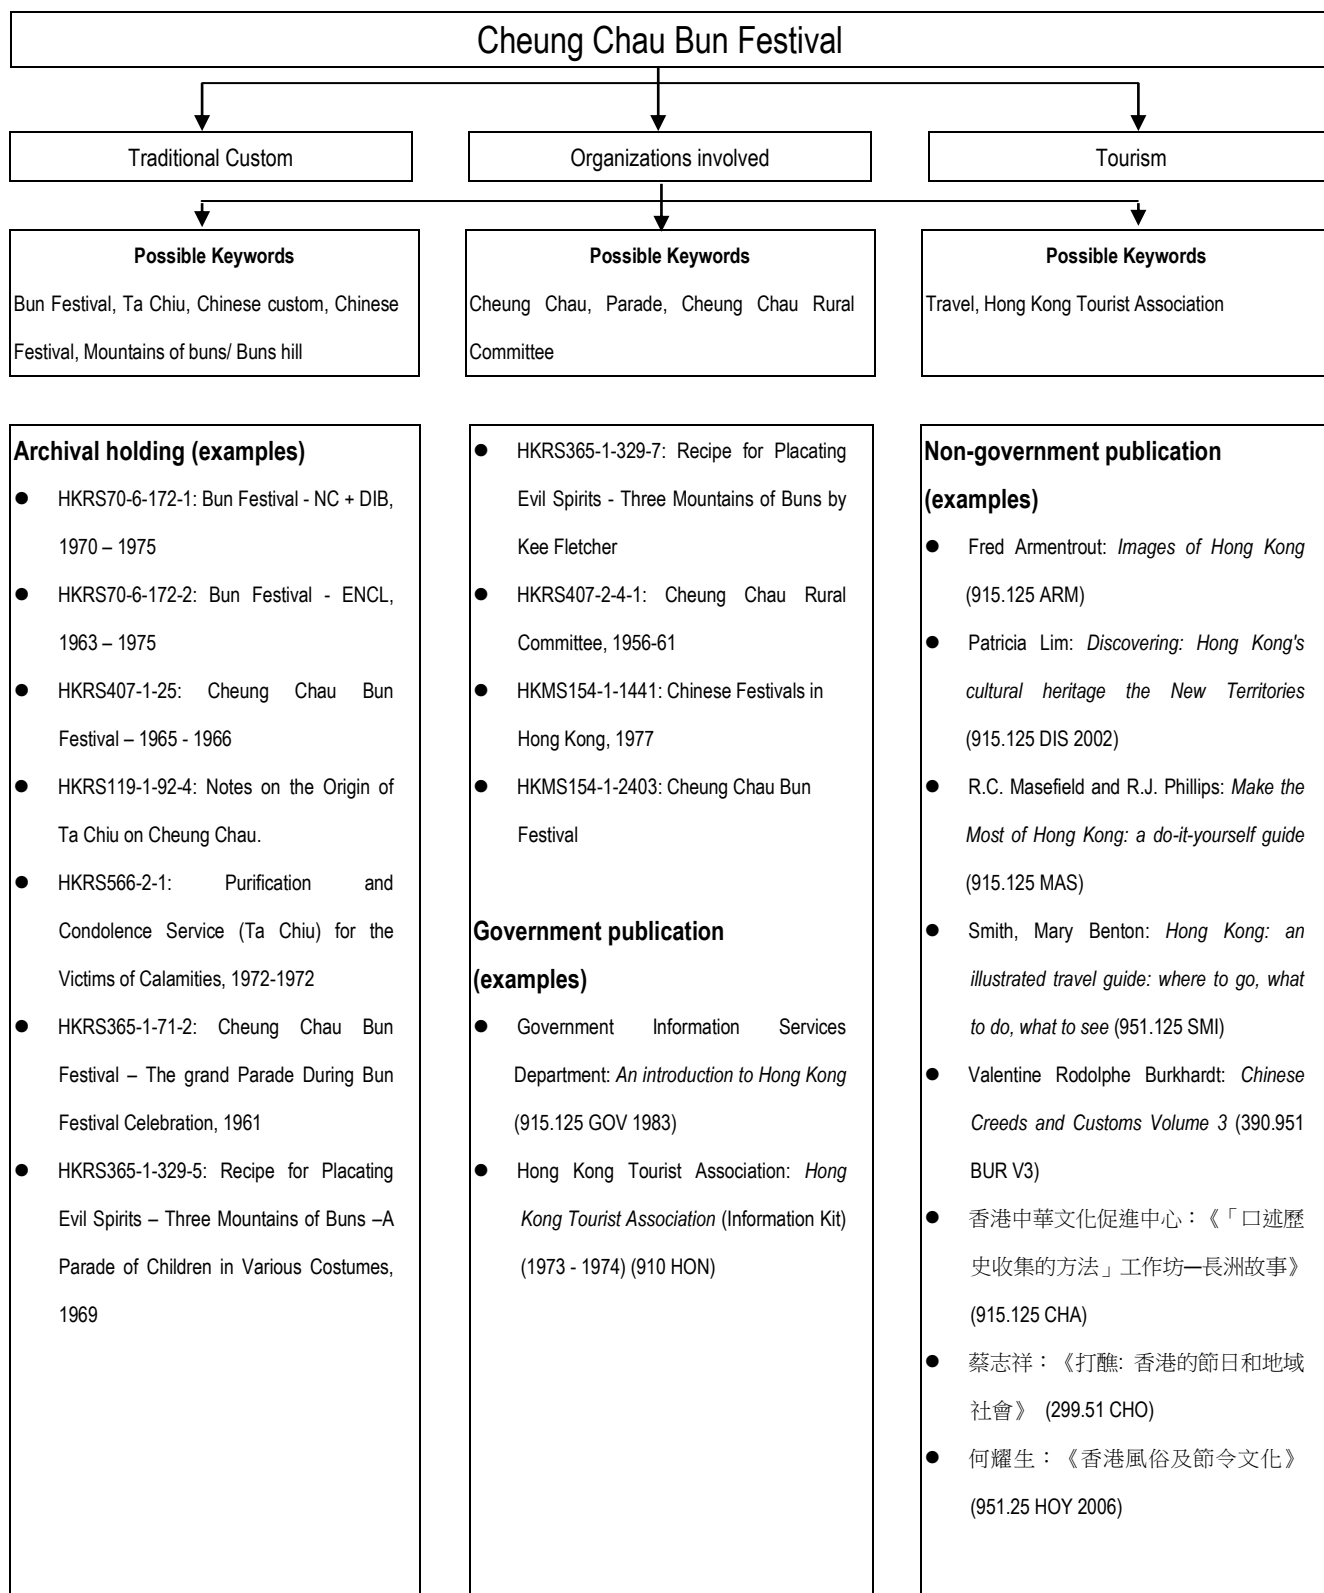 Cheung Chau Bun Festival
Traditional Custom
Organizations involved
Tourism
Possible Keywords
Bun Festival, Ta Chiu, Chinese custom, Chinese
Festival, Mountains of buns/ Buns hill
Possible Keywords
Cheung Chau, Parade, Cheung Chau Rural
Committee
Possible Keywords
Travel, Hong Kong Tourist Association
Archival holding (examples)
● HKRS70-6-172-1: Bun Festival - NC + DIB,
1970 – 1975
● HKRS70-6-172-2: Bun Festival - ENCL,
1963 – 1975
● HKRS407-1-25: Cheung Chau Bun
Festival – 1965 - 1966
● HKRS119-1-92-4: Notes on the Origin of
Ta Chiu on Cheung Chau.
● HKRS566-2-1: Purification and
Condolence Service (Ta Chiu) for the
Victims of Calamities, 1972-1972
● HKRS365-1-71-2: Cheung Chau Bun
Festival – The grand Parade During Bun
Festival Celebration, 1961
● HKRS365-1-329-5: Recipe for Placating
Evil Spirits – Three Mountains of Buns –A
Parade of Children in Various Costumes,
1969
● HKRS365-1-329-7: Recipe for Placating
Evil Spirits - Three Mountains of Buns by
Kee Fletcher
● HKRS407-2-4-1: Cheung Chau Rural
Committee, 1956-61
● HKMS154-1-1441: Chinese Festivals in
Hong Kong, 1977
● HKMS154-1-2403: Cheung Chau Bun
Festival
Government publication
(examples)
● Government Information Services
Department: An introduction to Hong Kong
(915.125 GOV 1983)
● Hong Kong Tourist Association: Hong
Kong Tourist Association (Information Kit)
(1973 - 1974) (910 HON)
Non-government publication
(examples)
● Fred Armentrout: Images of Hong Kong
(915.125 ARM)
● Patricia Lim: Discovering: Hong Kong's
cultural heritage the New Territories
(915.125 DIS 2002)
● R.C. Masefield and R.J. Phillips: Make the
Most of Hong Kong: a do-it-yourself guide
(915.125 MAS)
● Smith, Mary Benton: Hong Kong: an
illustrated travel guide: where to go, what
to do, what to see (951.125 SMI)
● Valentine Rodolphe Burkhardt: Chinese
Creeds and Customs Volume 3 (390.951
BUR V3)
● 香港中華文化促進中心：《「口述歷
史收集的方法」工作坊—長洲故事》
(915.125 CHA)
● 蔡志祥：《打醮: 香港的節日和地域
社會》 (299.51 CHO)
● 何耀生：《香港風俗及節令文化》
(951.25 HOY 2006)